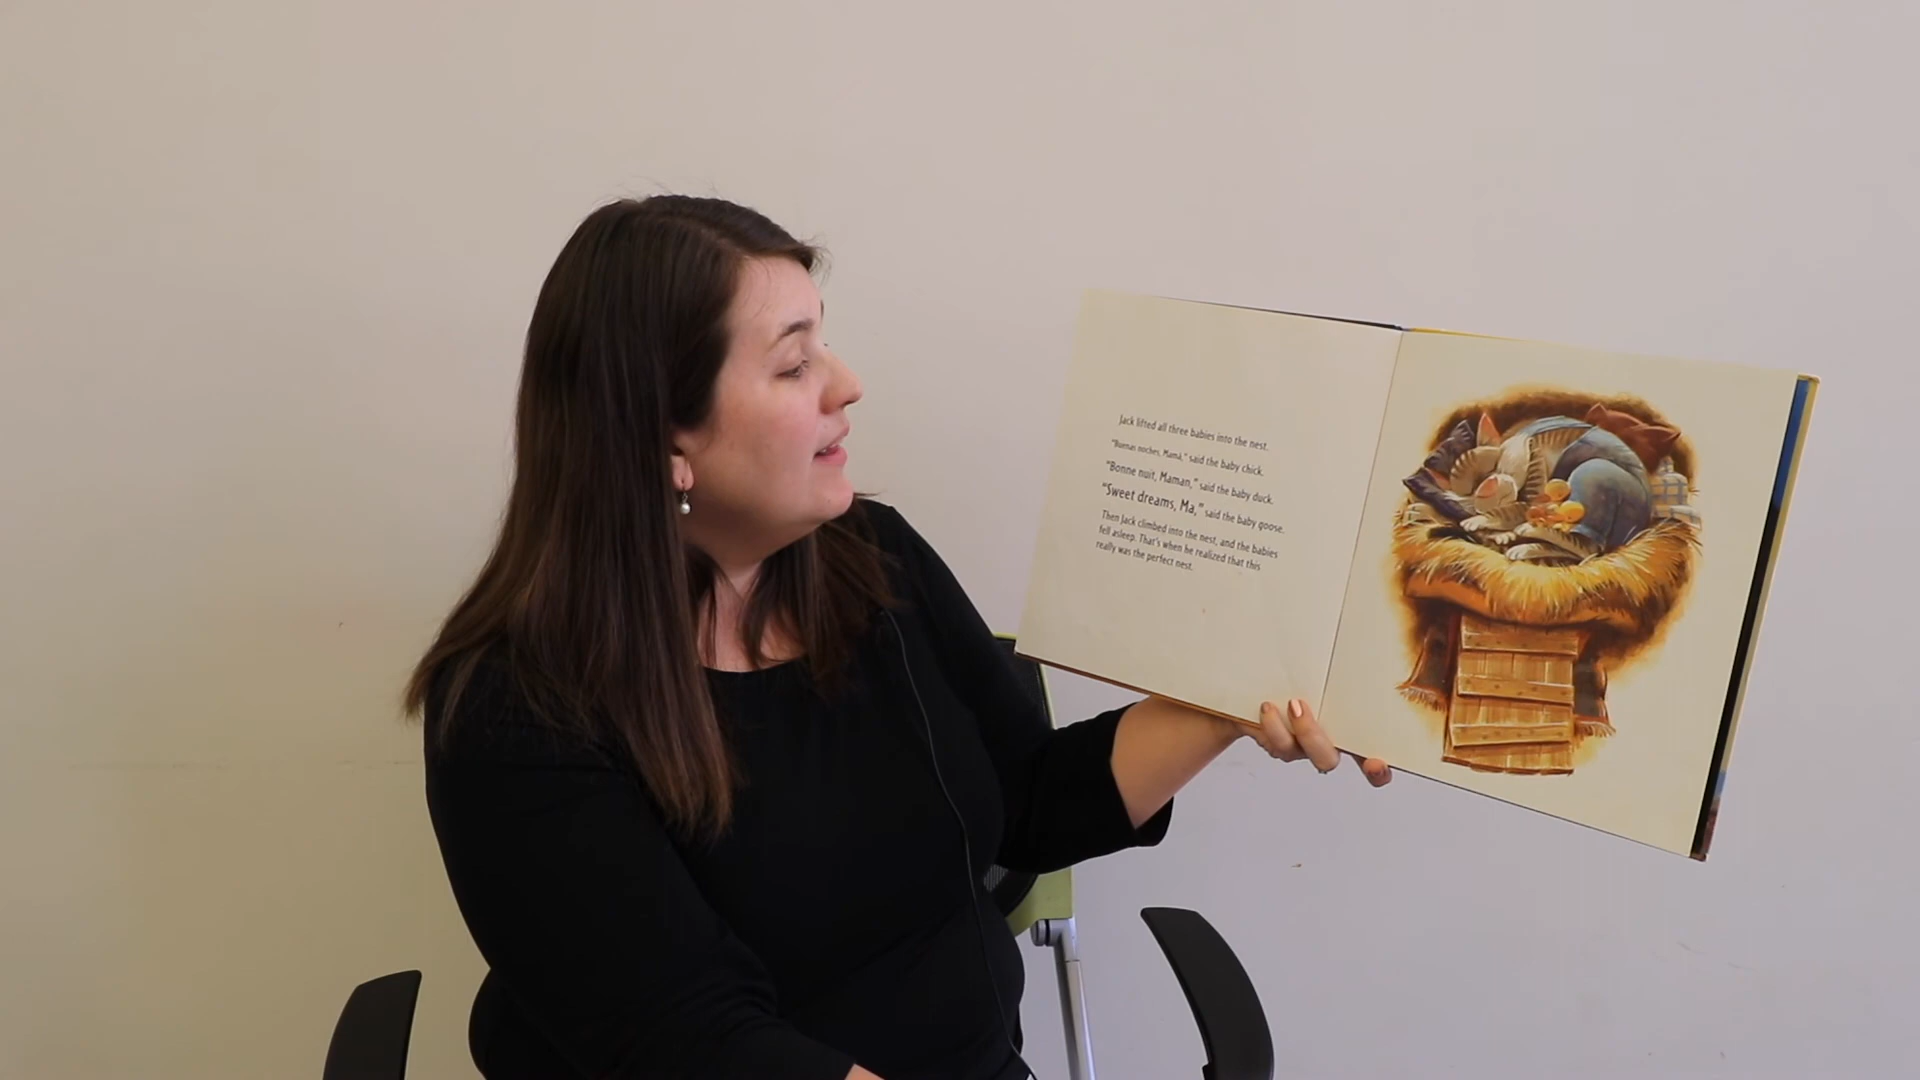 Jack lifted all three babies into the nest.
"Buenas noches, Mamá," said the baby chick.
"Bonne nuit, Maman," said the baby duck.
"Sweet dreams, Ma," said the baby goose.
Then Jack climbed into the nest, and the babies
fell asleep. That's when he realized that this
really was the perfect nest.